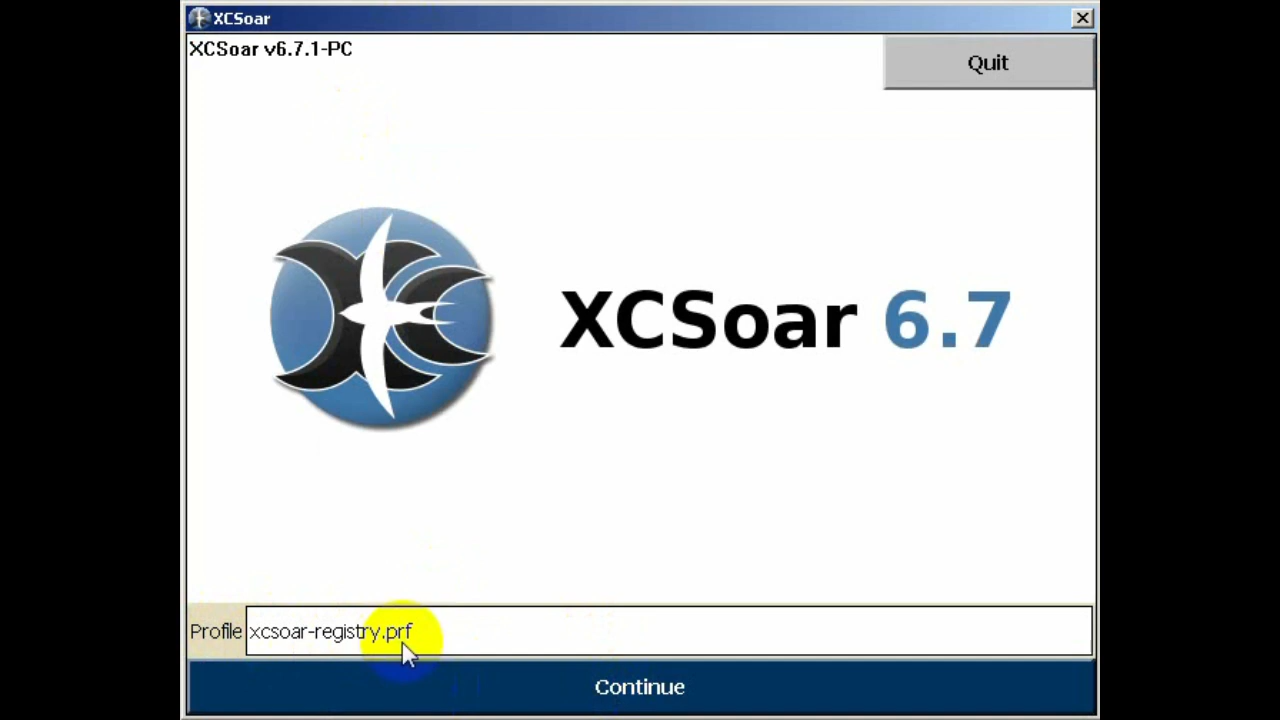 XCSoar
XCSoar v6.7.1-PC
Quit
XCSoar 6.7
Profile xcsoar-registry.prf
Continue